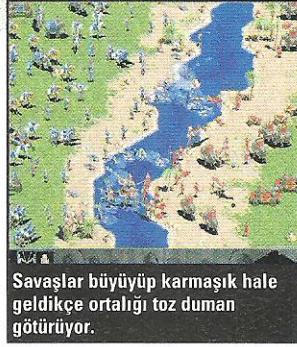 Savaşlar büyüyüp karmaşık hale
geldikçe ortalığı toz duman
götürüyor.